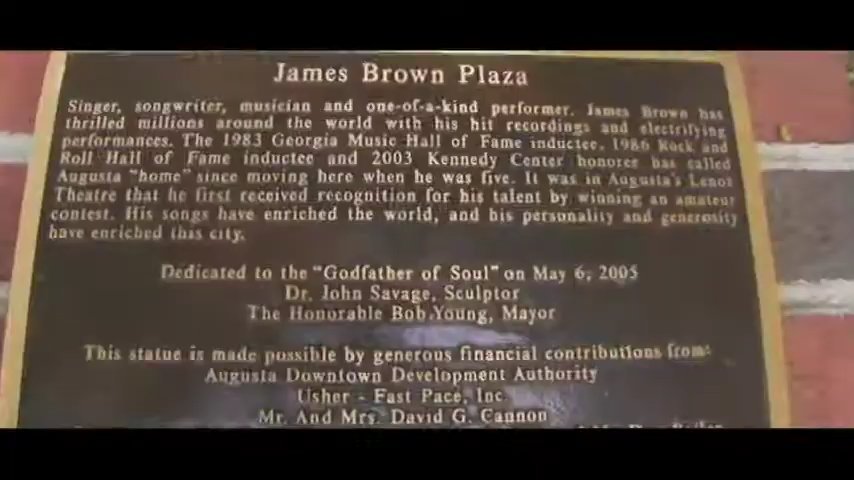 James Brown Plaza
Singer, songwriter, musician and one-of-a-kind performer. James Brown has
thrilled millions around the world with his hit recordings and electrifying
performances. The 1983 Georgia Music Hall of Fame inductee, 1986 Rock and
Roll Hall of Fame inductee and 2003 Kennedy Center honoree has called
Augusta "home" since moving here when he was five. It was in Augusta's Lenox
Theatre that he first received recognition for his talent by winning an amateur
contest. His songs have enriched the world, and his personality and generosity
have enriched this city.
Dedicated to the "Godfather of Soul" on May 6, 2005
Dr. John Savage, Sculptor
The Honorable Bob Young, Mayor
This statue is made possible by generous financial contributions from:
Augusta Downtown Development Authority
Usher - Fast Pace, Inc.
Mr. And Mrs. David G. Cannon